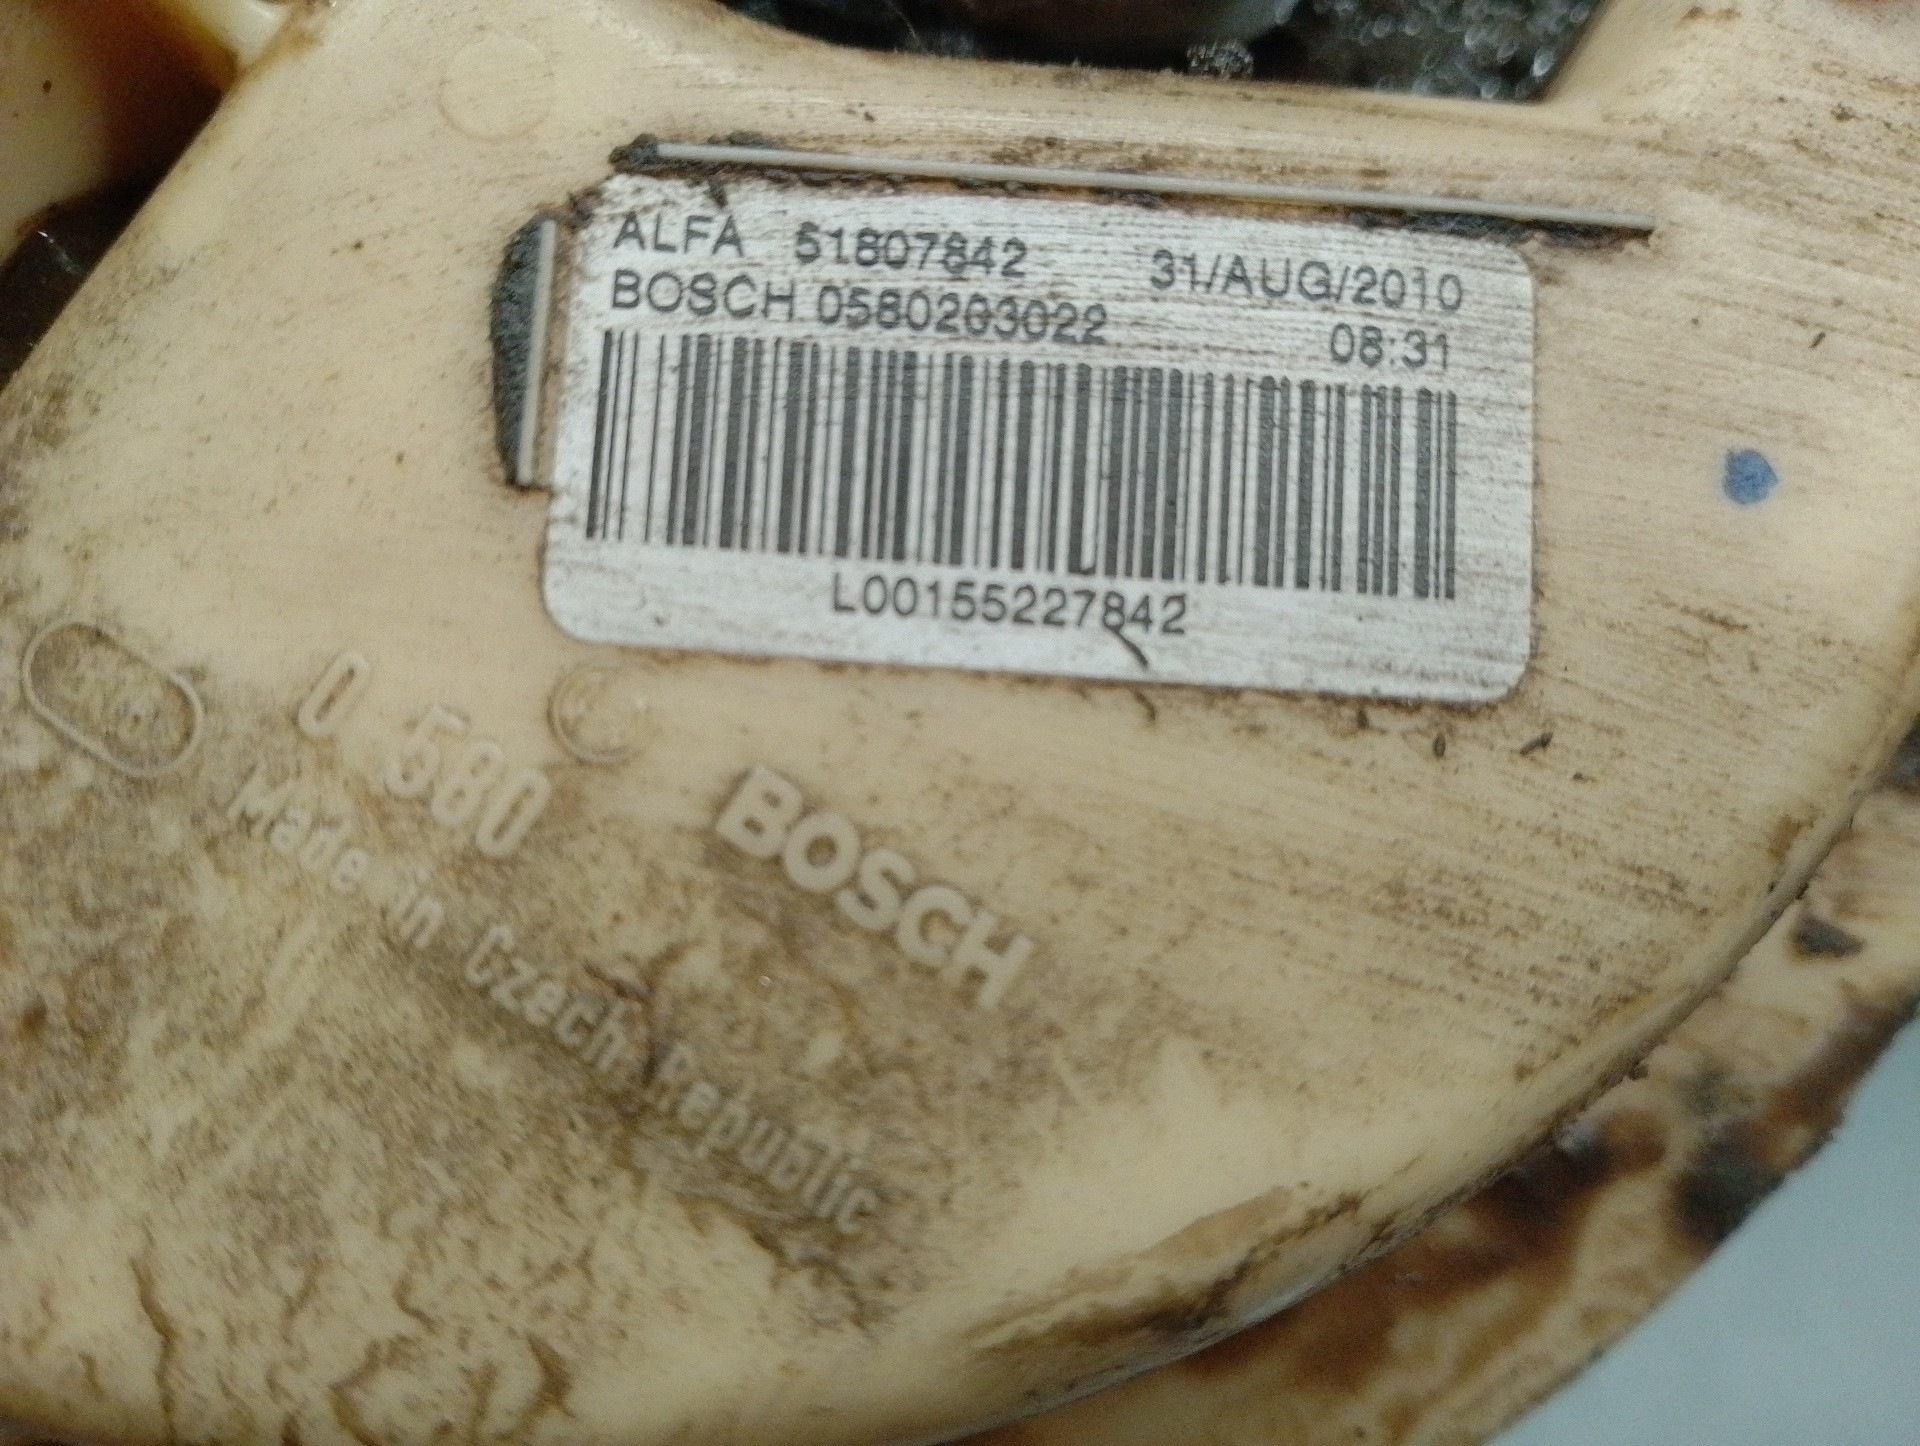 ALFA 51807842 31/AUG/2010
BOSCH 0580203022 08:31
L00155227842
0 580 BOSCH
Made in Czech Republic